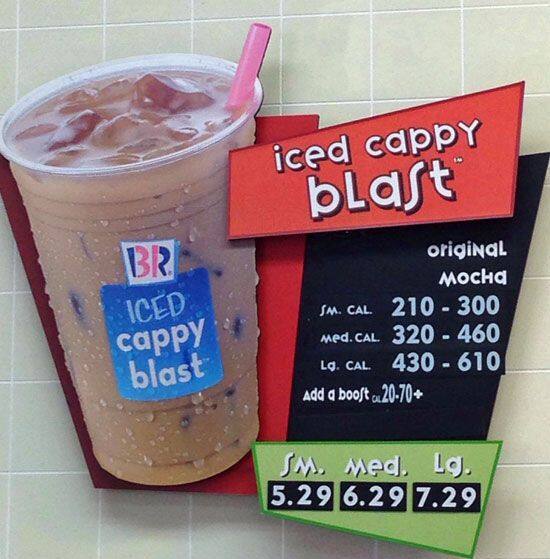 BR
ICED
cappy
blast
iced cappy
blast™
original
mocha
SM. CAL 210 - 300
med. CAL 320 - 460
Lg. CAL 430 - 610
Add a boost CAL 20-70+
SM. med. Lg.
5.29 6.29 7.29